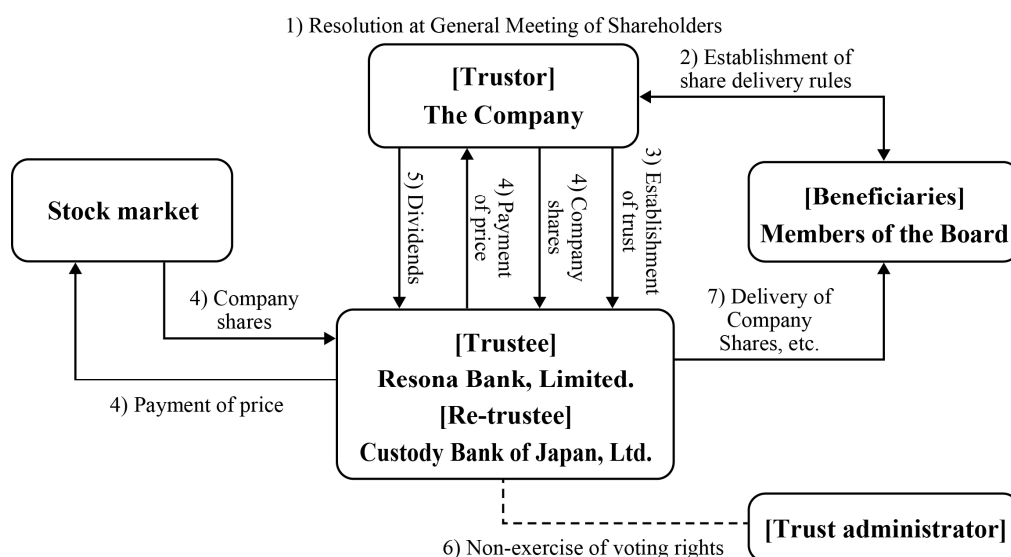 1) Resolution at General Meeting of Shareholders
[Trustor]
The Company
2) Establishment of
share delivery rules
Stock market
5) Dividends
4) Payment
of price
4) Company
shares
3) Establishment
of trust
[Beneficiaries]
Members of the Board
4) Company
shares
4) Payment of price
[Trustee]
Resona Bank, Limited.
[Re-trustee]
Custody Bank of Japan, Ltd.
7) Delivery of
Company
Shares, etc.
6) Non-exercise of voting rights
[Trust administrator]